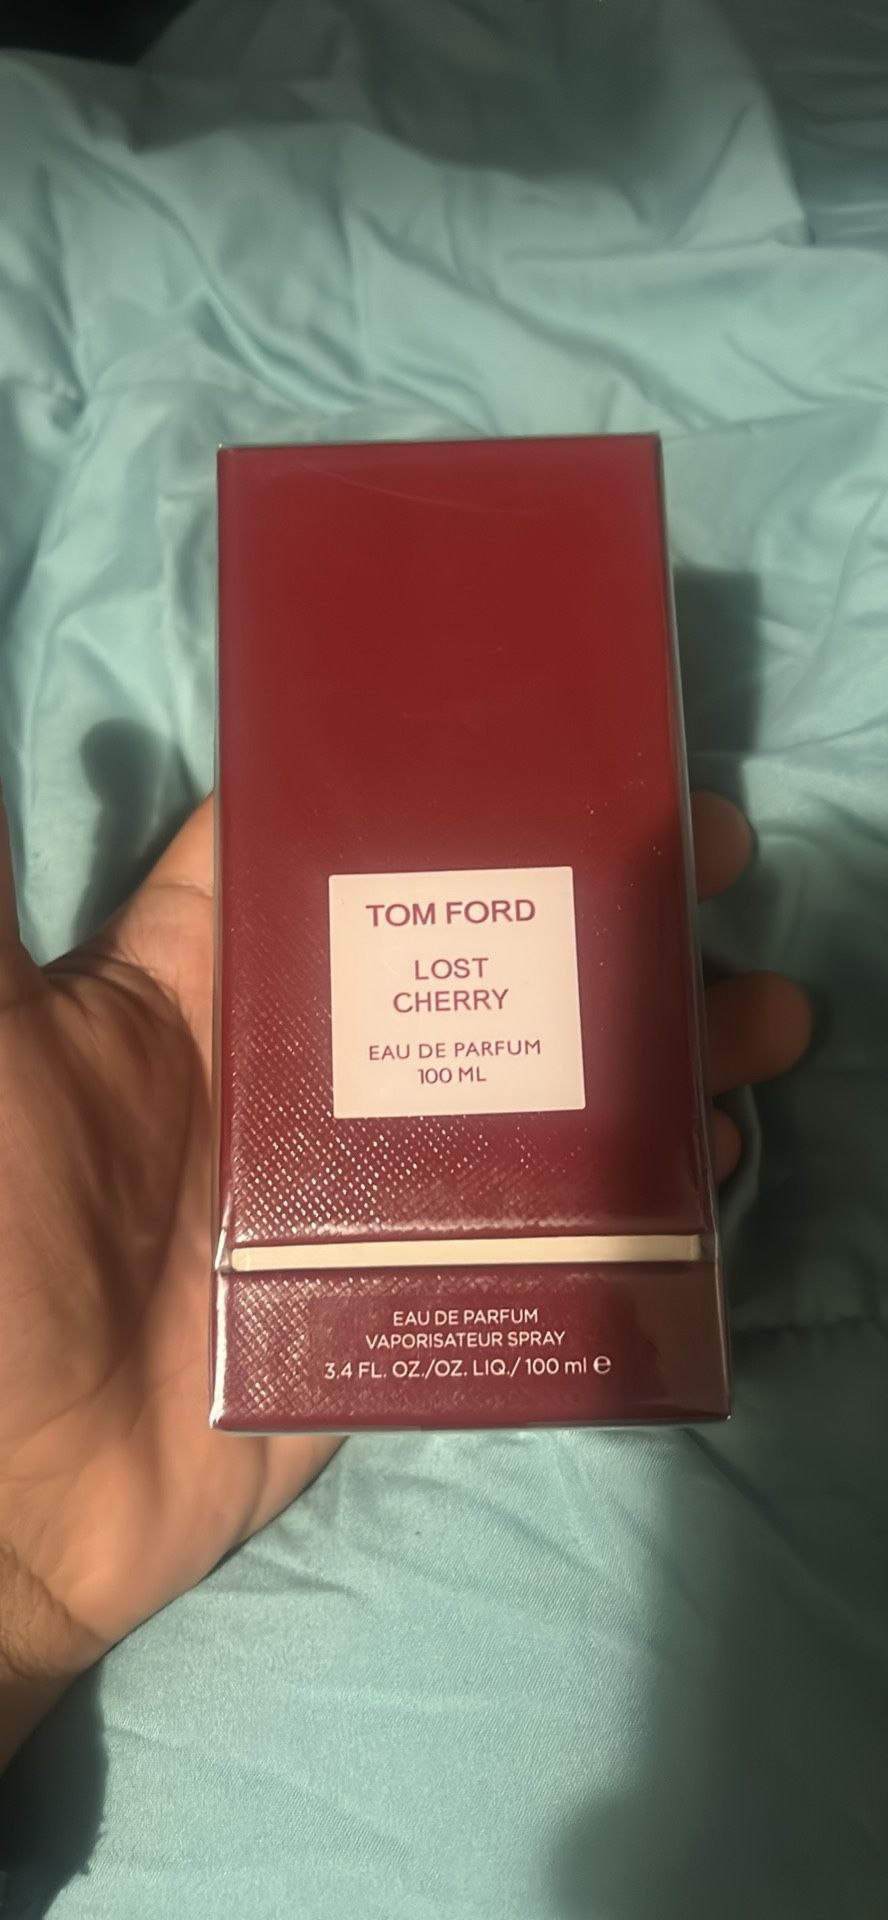 TOM FORD
LOST
CHERRY
EAU DE PARFUM
100 ML
EAU DE PARFUM
VAPORISATEUR SPRAY
3.4 FL. OZ./OZ. LIQ./ 100 ml ℮